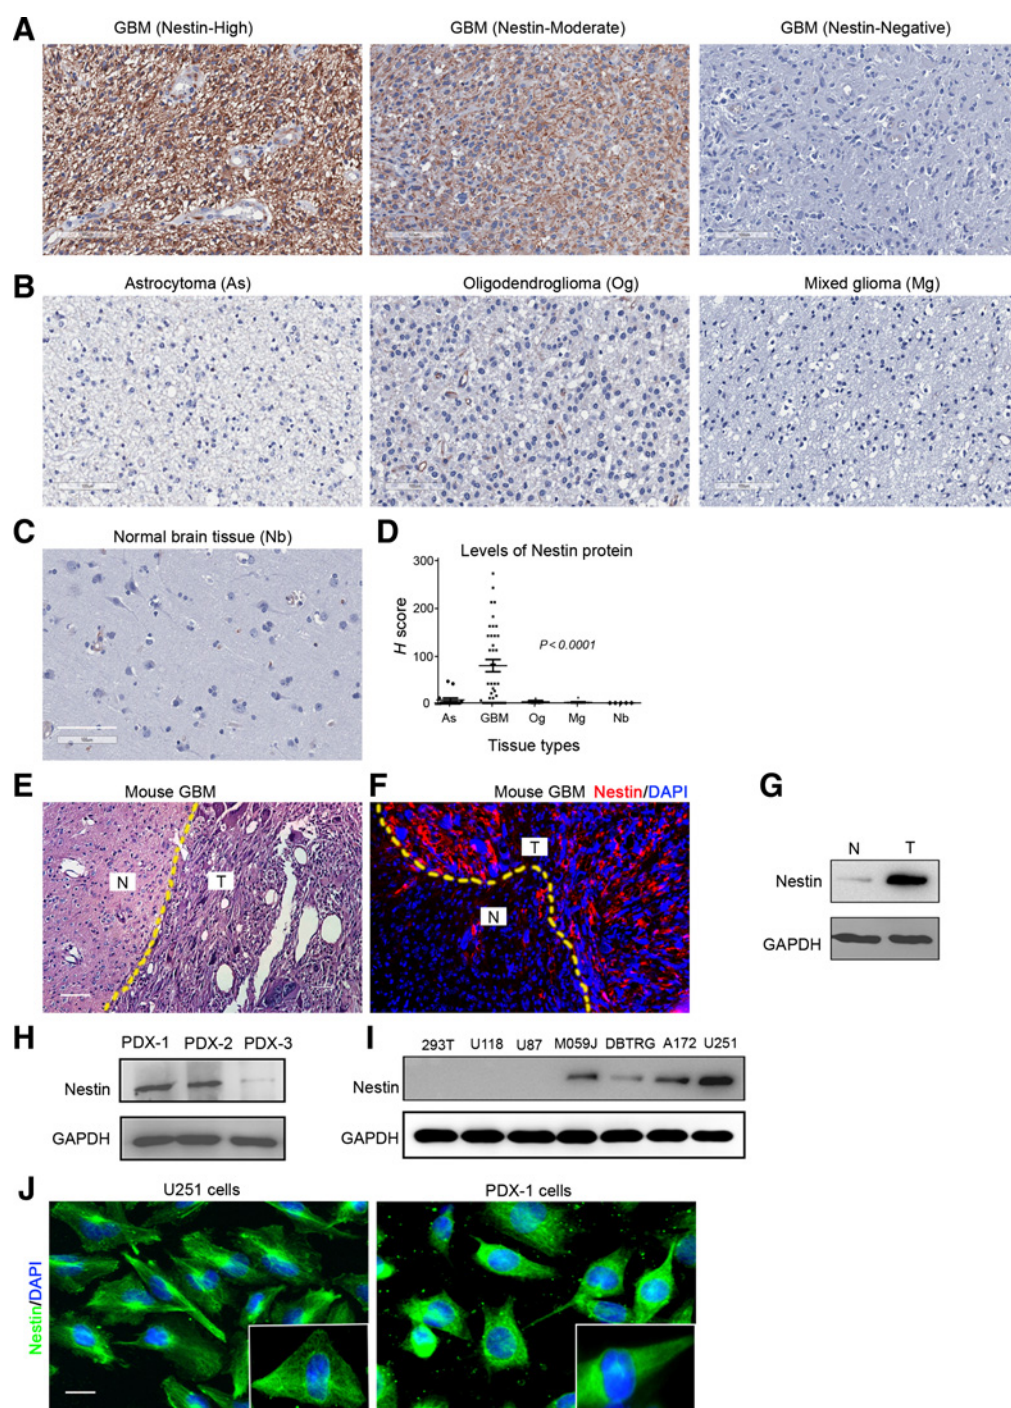 A
GBM (Nestin-High)
GBM (Nestin-Moderate)
GBM (Nestin-Negative)
B
Astrocytoma (As)
Oligodendroglioma (Og)
Mixed glioma (Mg)
C
Normal brain tissue (Nb)
D
Levels of Nestin protein
300
200
100
0
H score
P < 0.0001
As GBM Og Mg Nb
Tissue types
E
Mouse GBM
N
T
F
Mouse GBM Nestin/DAPI
T
N
G
N T
Nestin
GAPDH
H
PDX-1 PDX-2 PDX-3
Nestin
GAPDH
I
293T U118 U87 M059J DBTRG A172 U251
Nestin
GAPDH
J
U251 cells
PDX-1 cells
Nestin/DAPI